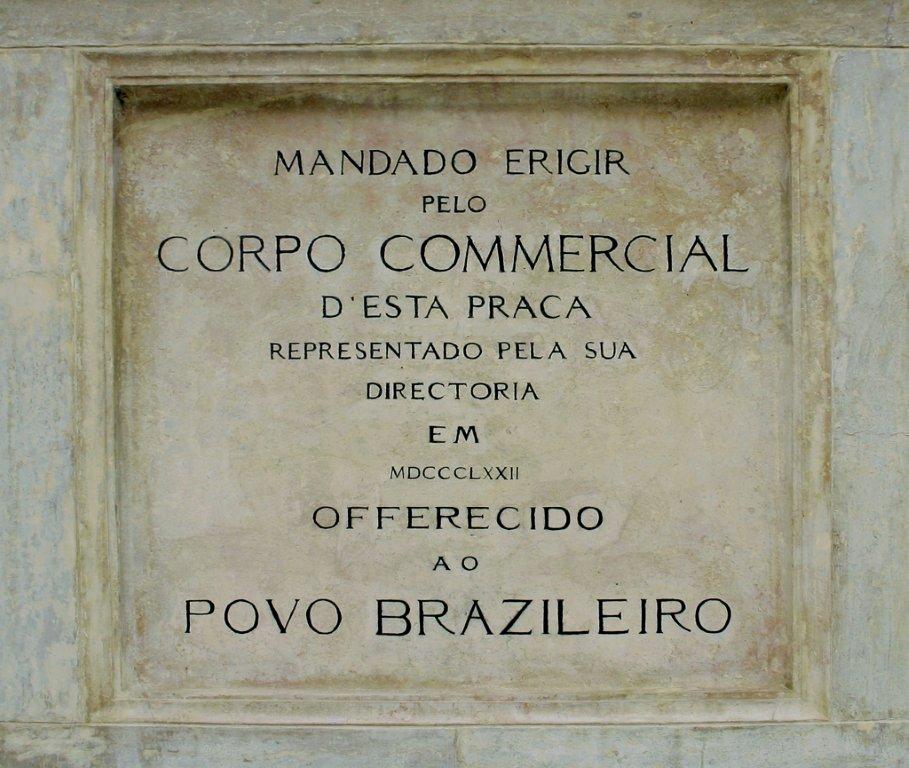 MANDADO ERIGIR
PELO
CORPO COMMERCIAL
D'ESTA PRACA
REPRESENTADO PELA SUA
DIRECTORIA
EM
MDCCCLXXII
OFFERECIDO
AO
POVO BRAZILEIRO